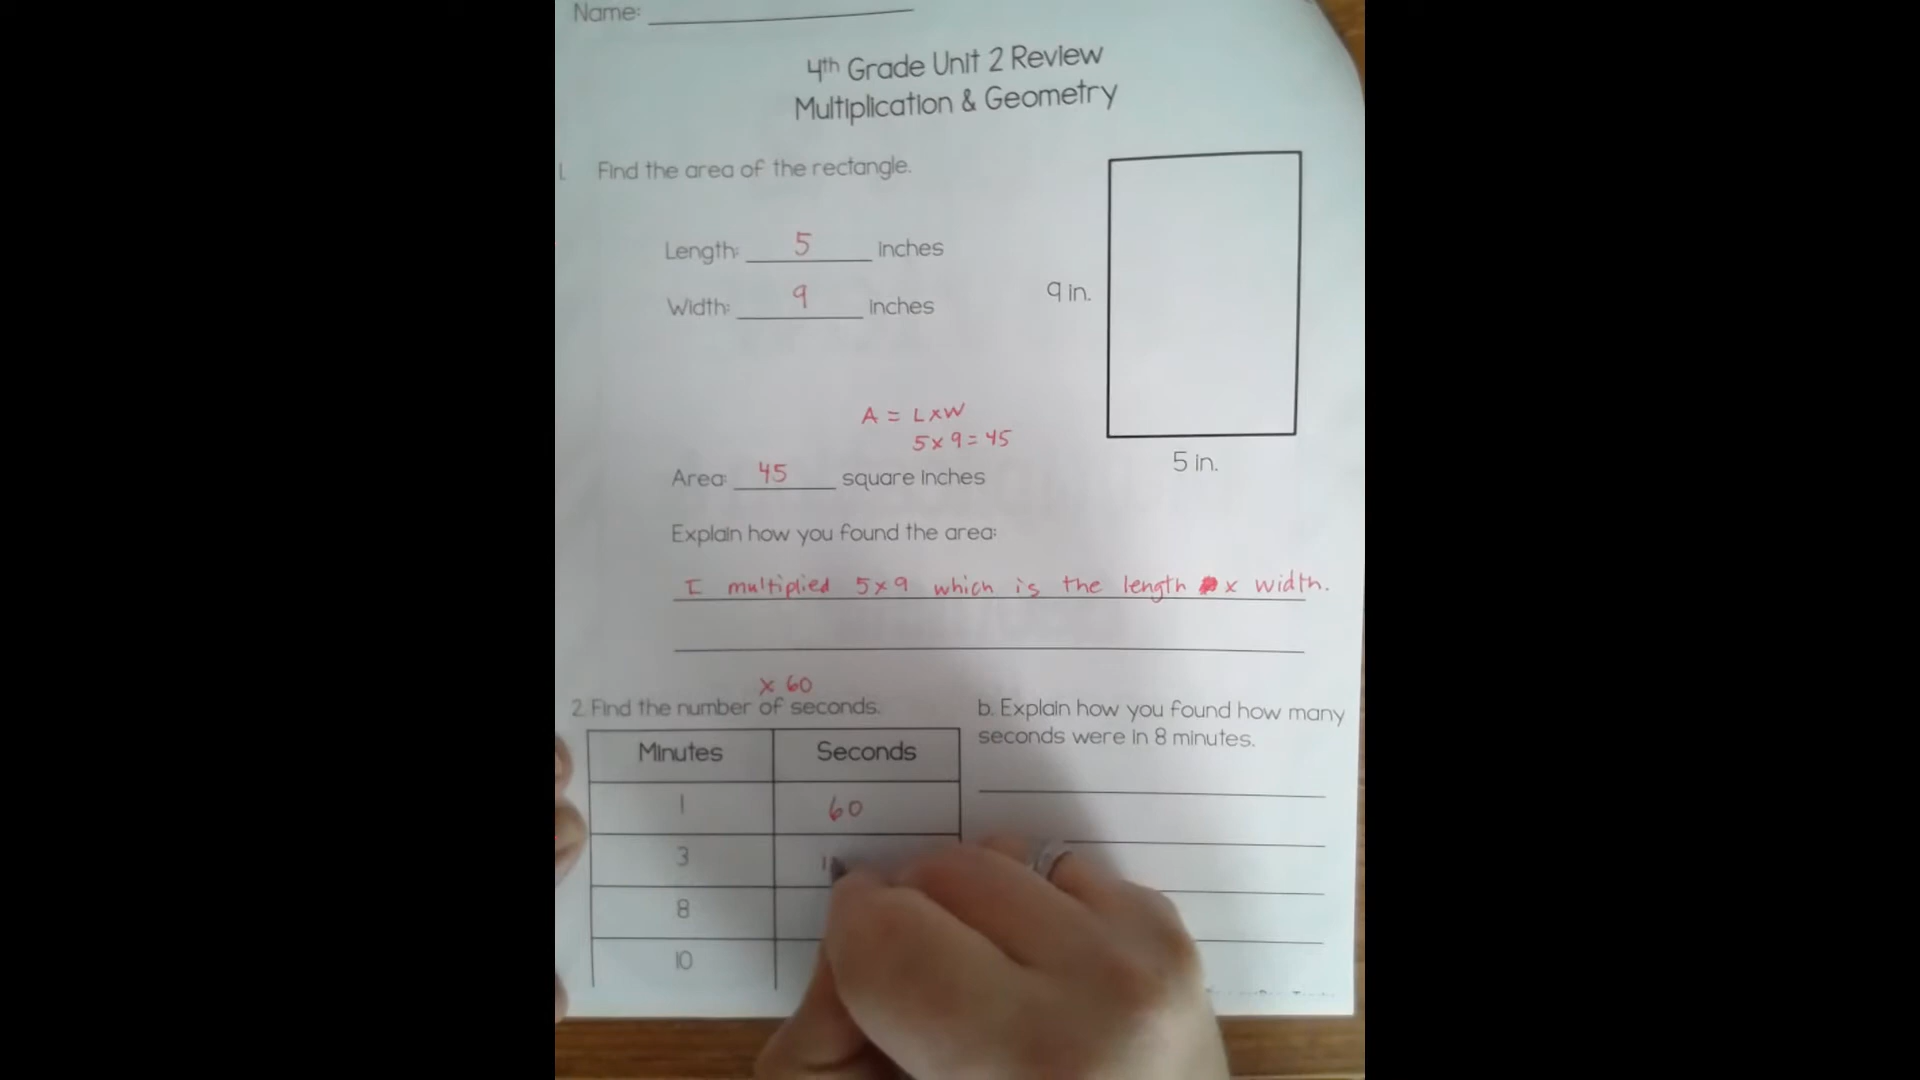 Name:
4th Grade Unit 2 Review
Multiplication & Geometry
1. Find the area of the rectangle.
Length: 5 inches
Width: 9 inches
9 in.
A = L x W
5 x 9 = 45
5 in.
Area: 45 square inches
Explain how you found the area:
I multiplied 5 x 9 which is the length x width.
x 60
2. Find the number of seconds.
Minutes Seconds
1 60
3
8
10
b. Explain how you found how many
seconds were in 8 minutes.